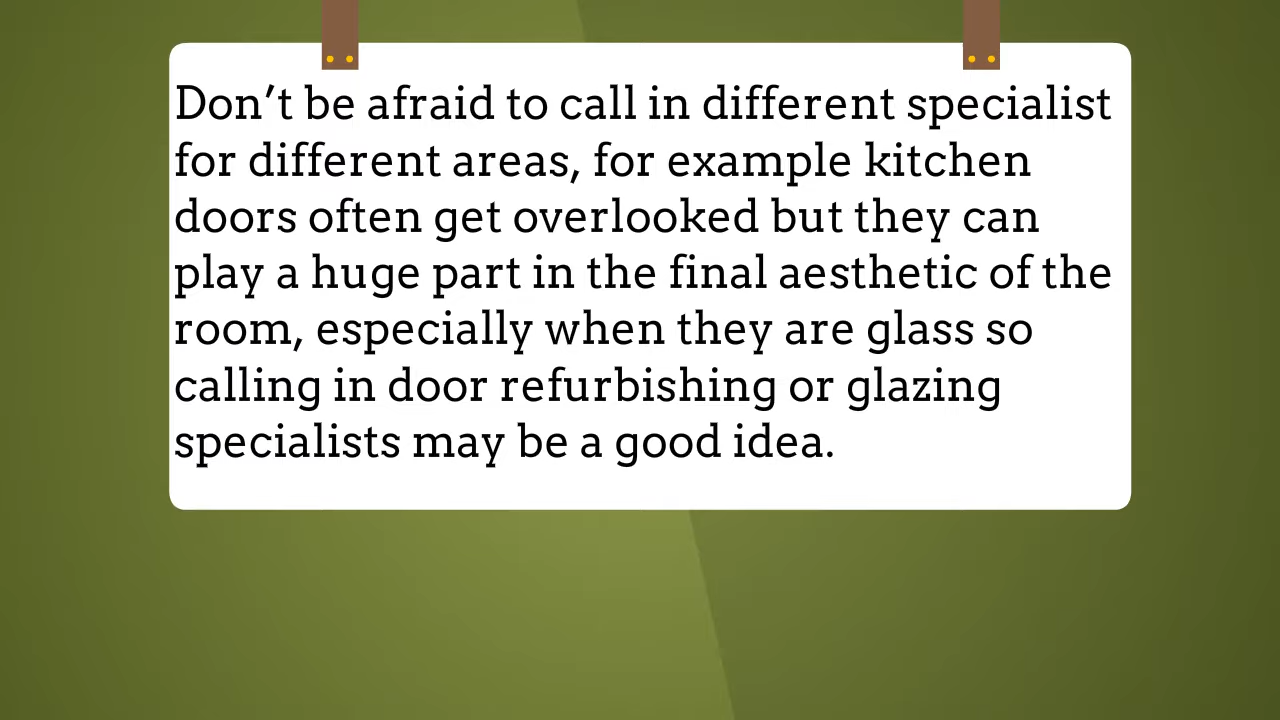 Don’t be afraid to call in different specialist
for different areas, for example kitchen
doors often get overlooked but they can
play a huge part in the final aesthetic of the
room, especially when they are glass so
calling in door refurbishing or glazing
specialists may be a good idea.